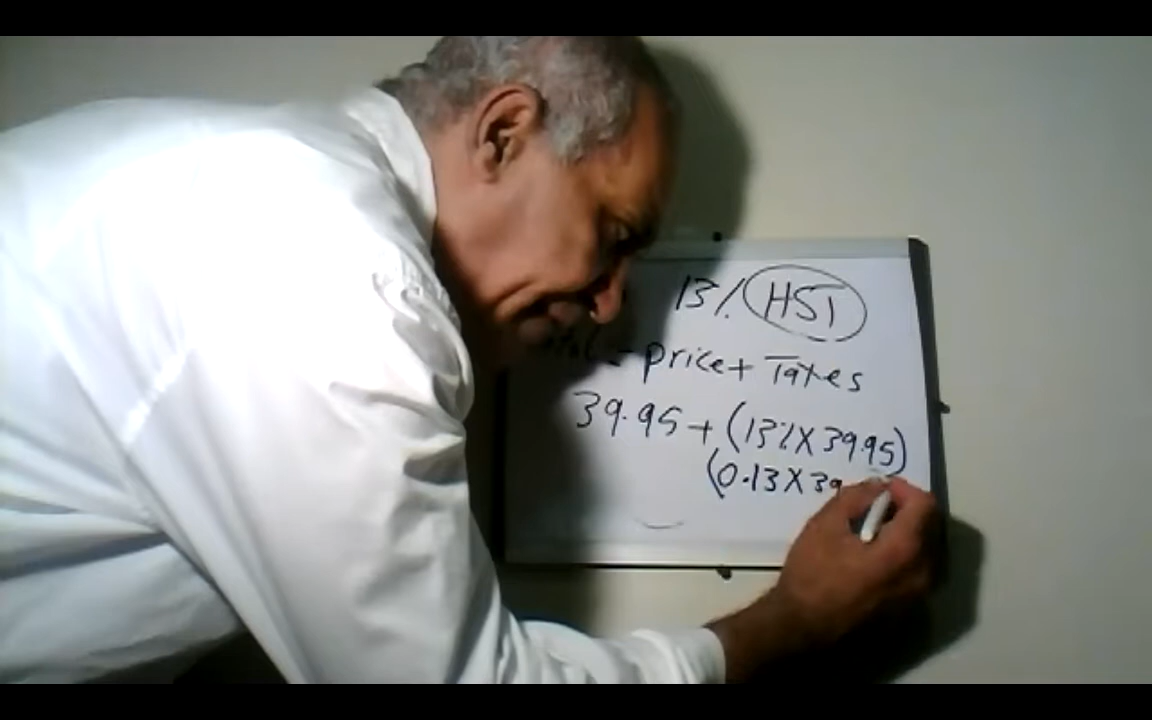 13% HST
= price + Taxes
39.95 + (13% X 39.95)
(0.13 X 39